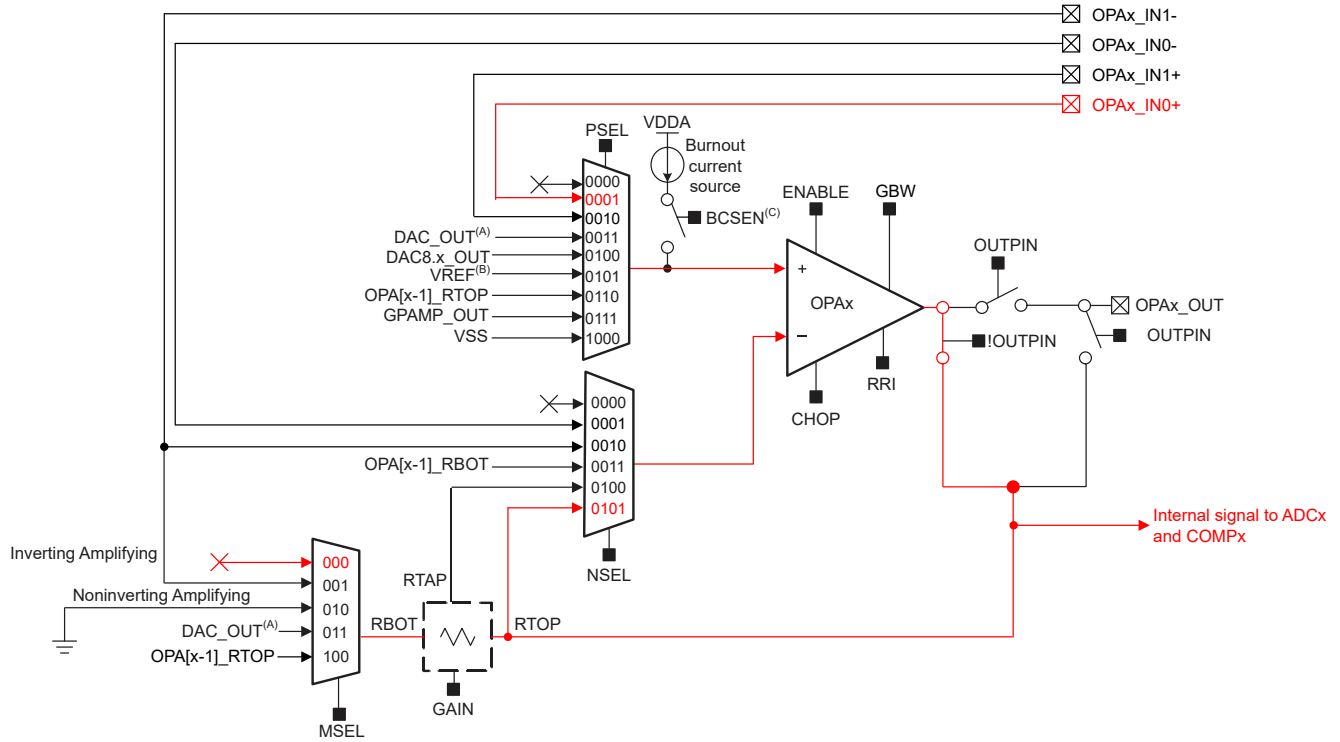 OPAx_IN1-
OPAx_IN0-
OPAx_IN1+
OPAx_IN0+
PSEL
VDDA
Burnout
current
source
BCSEN(C)
ENABLE
GBW
0000
0001
0010
DAC_OUT(A)
0011
DAC8.x_OUT
0100
VREF(B)
0101
OPA[x-1]_RTOP
0110
GPAMP_OUT
0111
VSS
1000
+
OPAx
−
OUTPIN
OPAx_OUT
!OUTPIN
OUTPIN
RRI
CHOP
0000
0001
0010
OPA[x-1]_RBOT
0011
0100
0101
NSEL
Internal signal to ADCx
and COMPx
Inverting Amplifying
000
001
Noninverting Amplifying
010
DAC_OUT(A)
011
OPA[x-1]_RTOP
100
MSEL
RTAP
RBOT
RTOP
GAIN